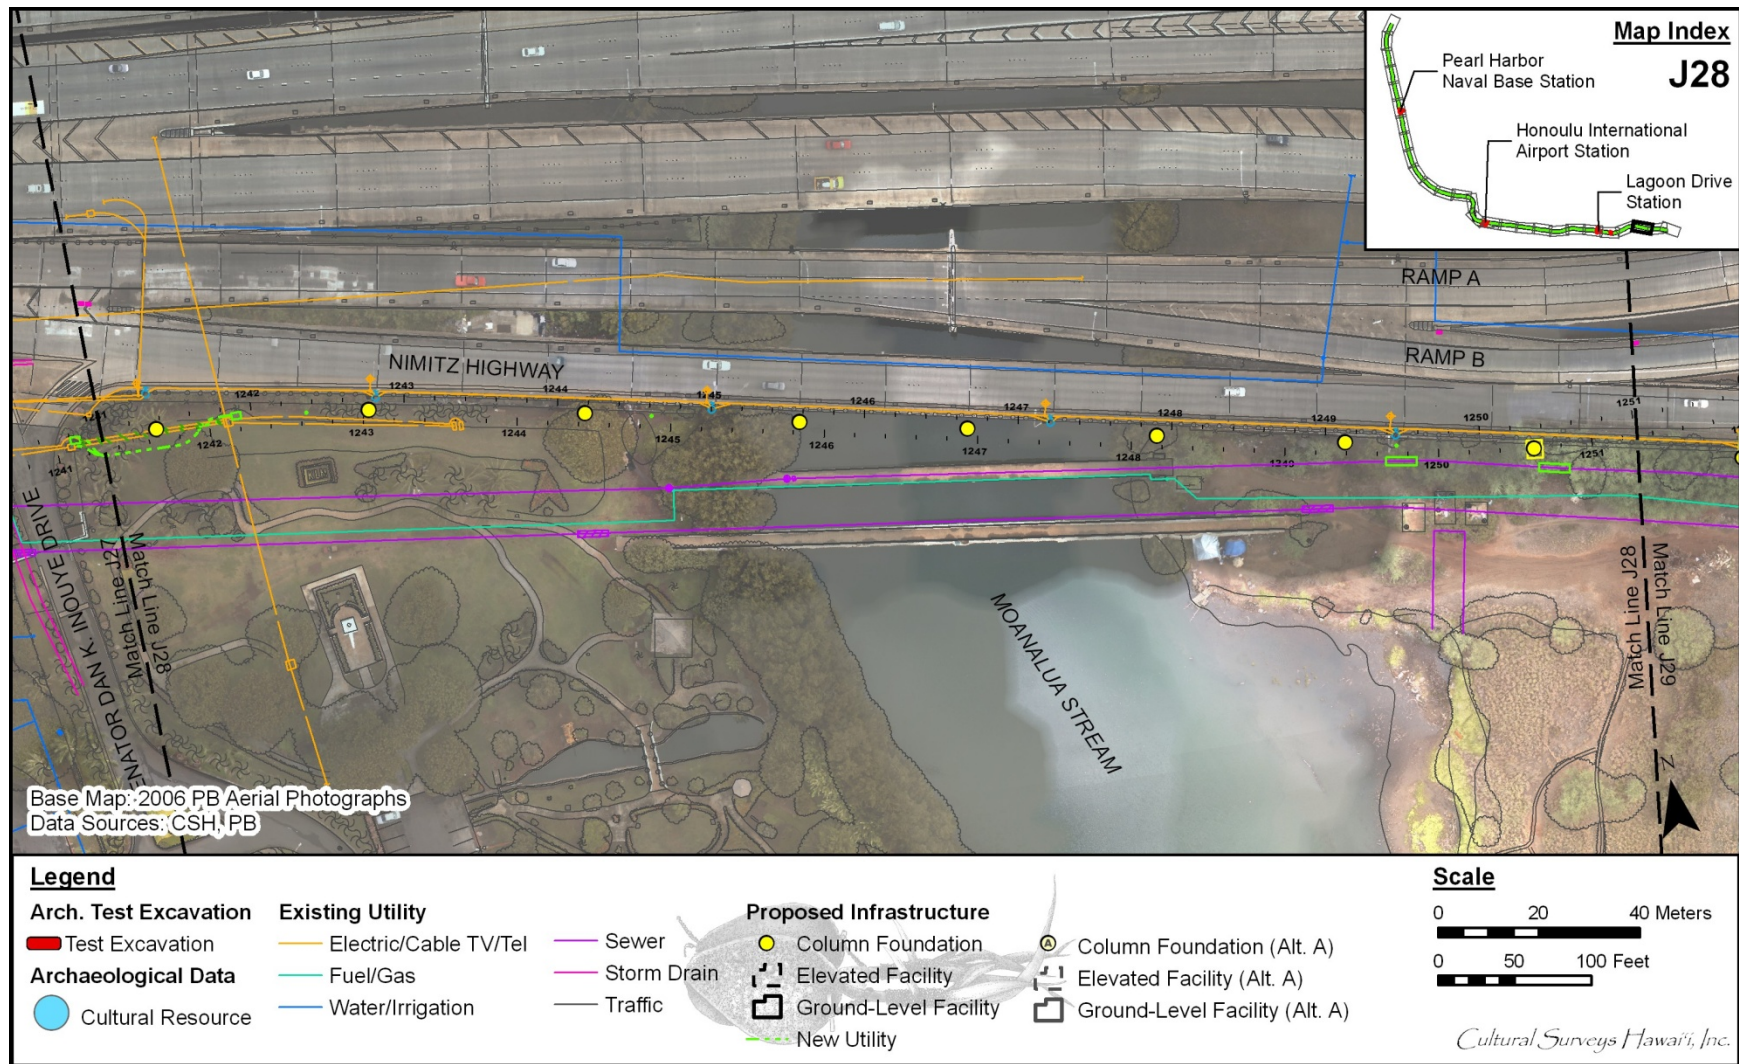 Map Index
J28
Pearl Harbor
Naval Base Station
Honoulu International
Airport Station
Lagoon Drive
Station
RAMP A
RAMP B
NIMITZ HIGHWAY
1241 1242 1243 1244 1245 1246 1247 1248 1249 1250 1251
1241 1242 1243 1244 1245 1246 1247 1248 1249 1250 1251
ENATOR DAN K. INOUYE DRIVE
Match Line J27
Match Line J28
MOANALUA STREAM
Match Line J28
Match Line J29
N
Base Map: 2006 PB Aerial Photographs
Data Sources: CSH, PB
Legend
Arch. Test Excavation
Test Excavation
Archaeological Data
Cultural Resource
Existing Utility
Electric/Cable TV/Tel
Fuel/Gas
Water/Irrigation
Sewer
Storm Drain
Traffic
Proposed Infrastructure
Column Foundation
Elevated Facility
Ground-Level Facility
New Utility
A
Column Foundation (Alt. A)
Elevated Facility (Alt. A)
Ground-Level Facility (Alt. A)
Scale
0 20 40 Meters
0 50 100 Feet
Cultural Surveys Hawai‘i, Inc.